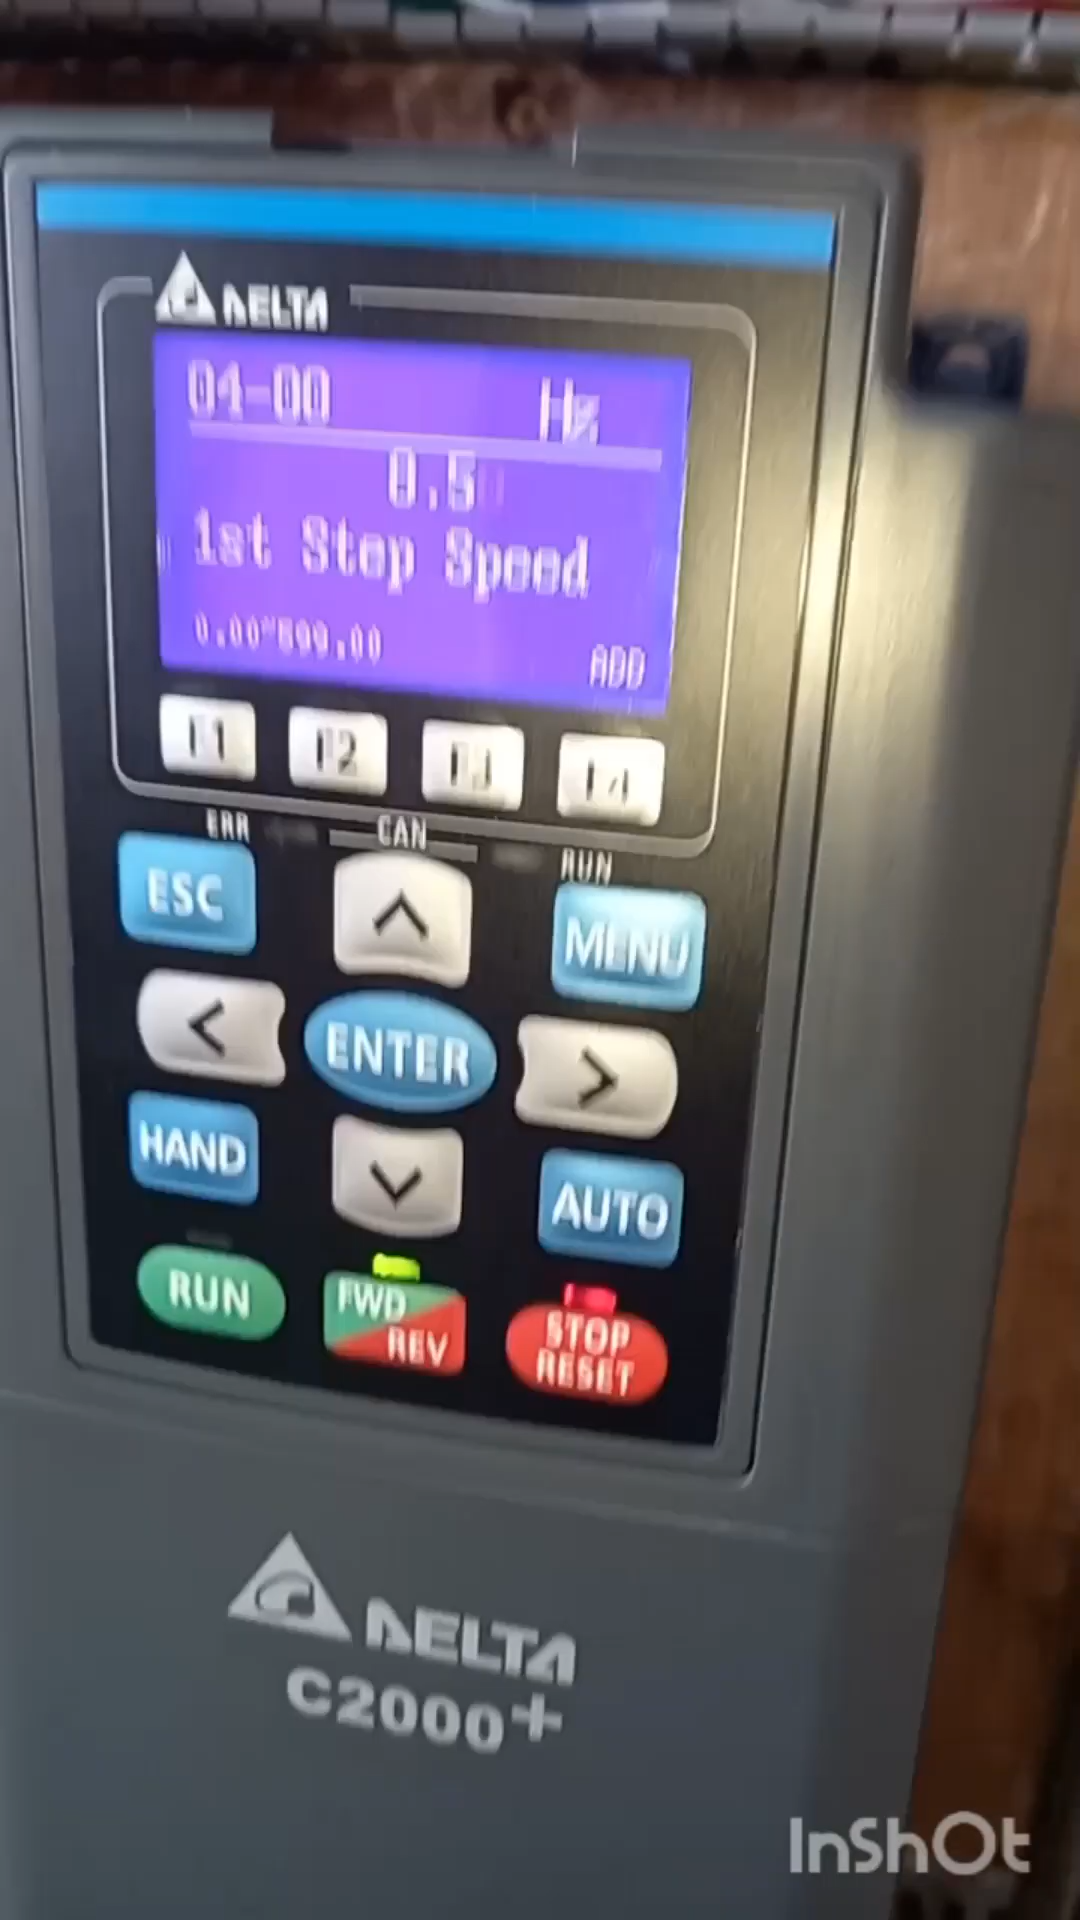 DELTA
04-00 Hz
0.5
1st Step Speed
0.00~599.00
ADD
F1 F2 F3 F4
ERR CAN RUN
ESC
MENU
ENTER
HAND
AUTO
RUN
FWD
REV
STOP
RESET
DELTA
C2000+
InShOt